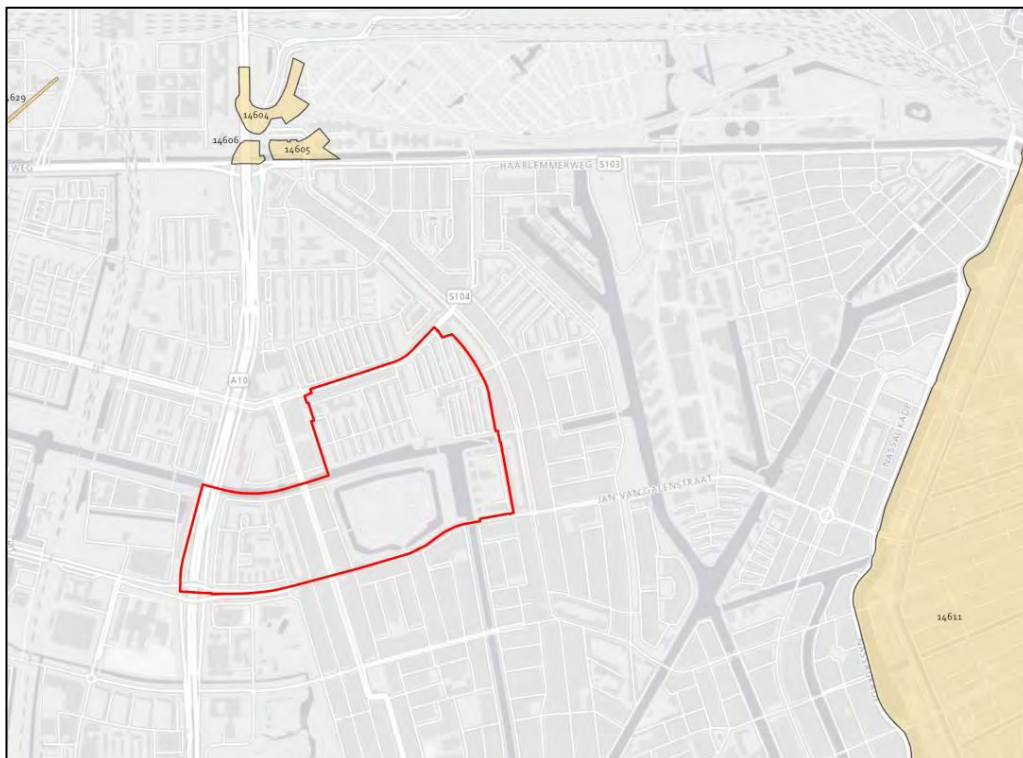 14604
14629
14606
14605
WEG
HAARLEMMERWEG
S103
S104
A10
NASSAUKADE
JAN VAN GALENSTRAAT
14611